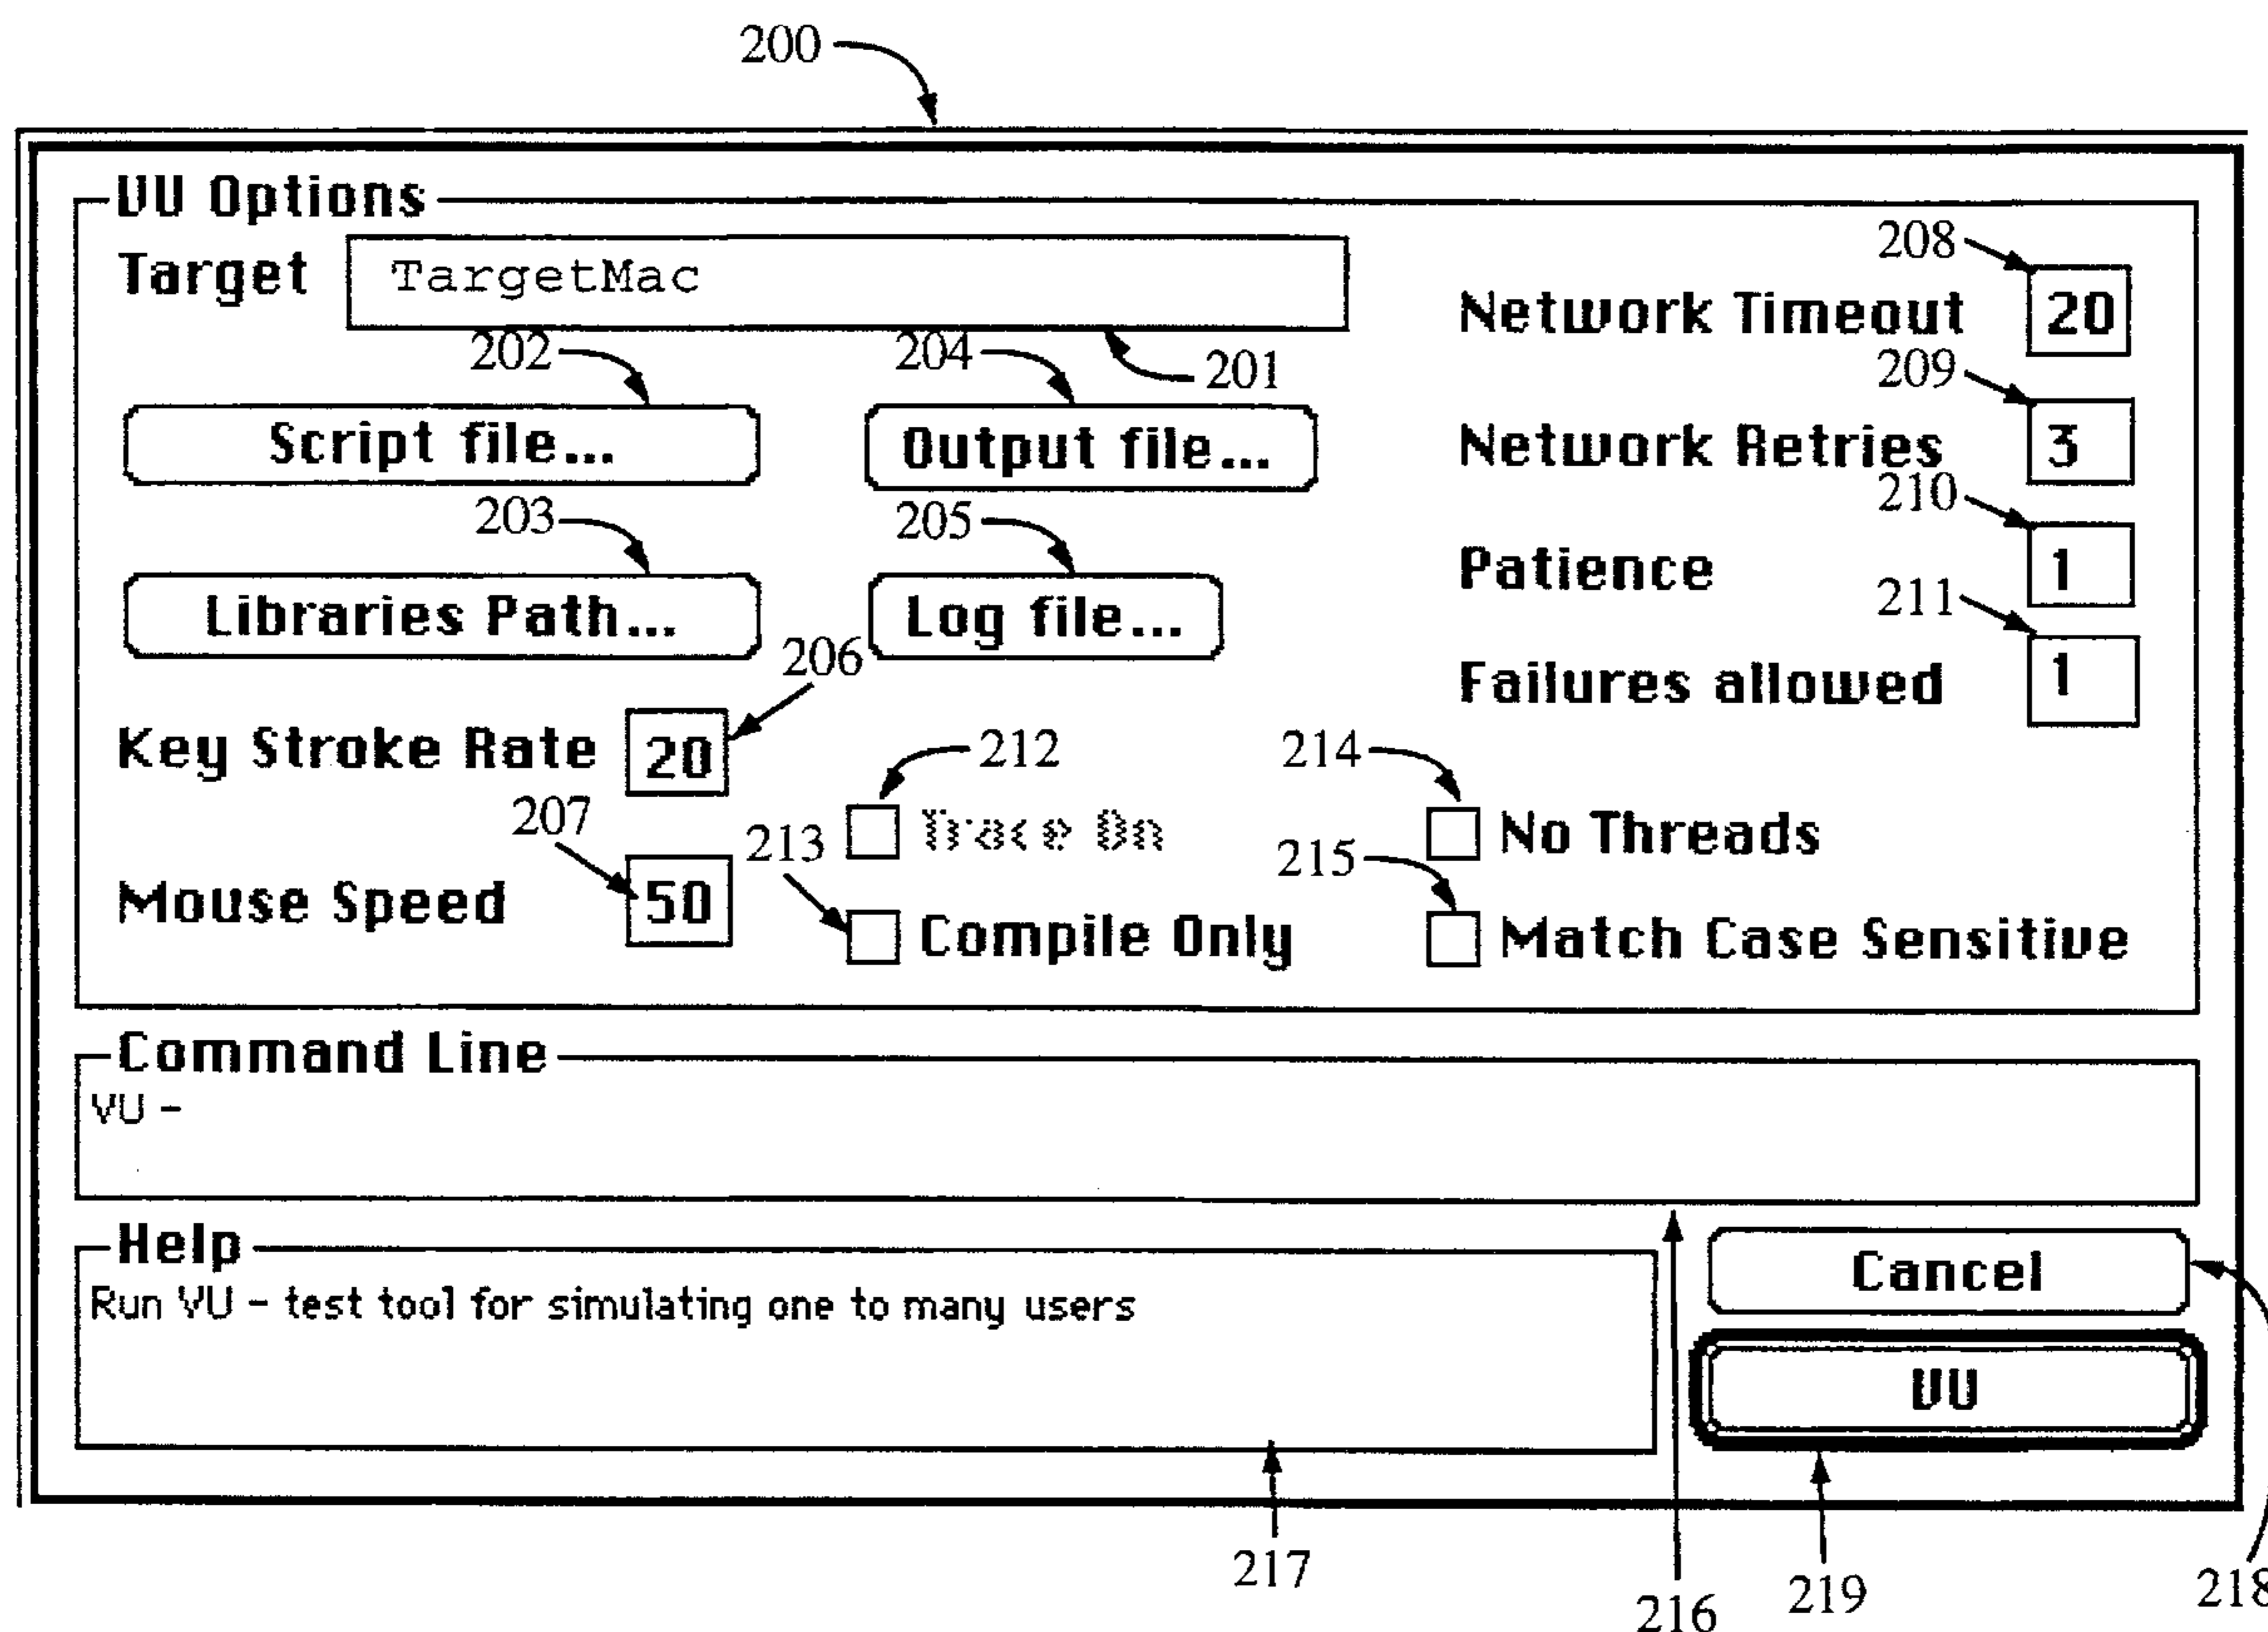 200
VU Options
208
Target TargetMac
Network Timeout 20
202 204 201
209
Script file... Output file...
Network Retries 3
203 205 210
Patience 1
Libraries Path... Log file...
211
206
Failures allowed 1
Key Stroke Rate 20
212 214
207 213 Trace On 215 No Threads
Mouse Speed 50
Compile Only Match Case Sensitive
Command Line
VU -
Help
Cancel
Run VU - test tool for simulating one to many users
VU
217 216 219 218